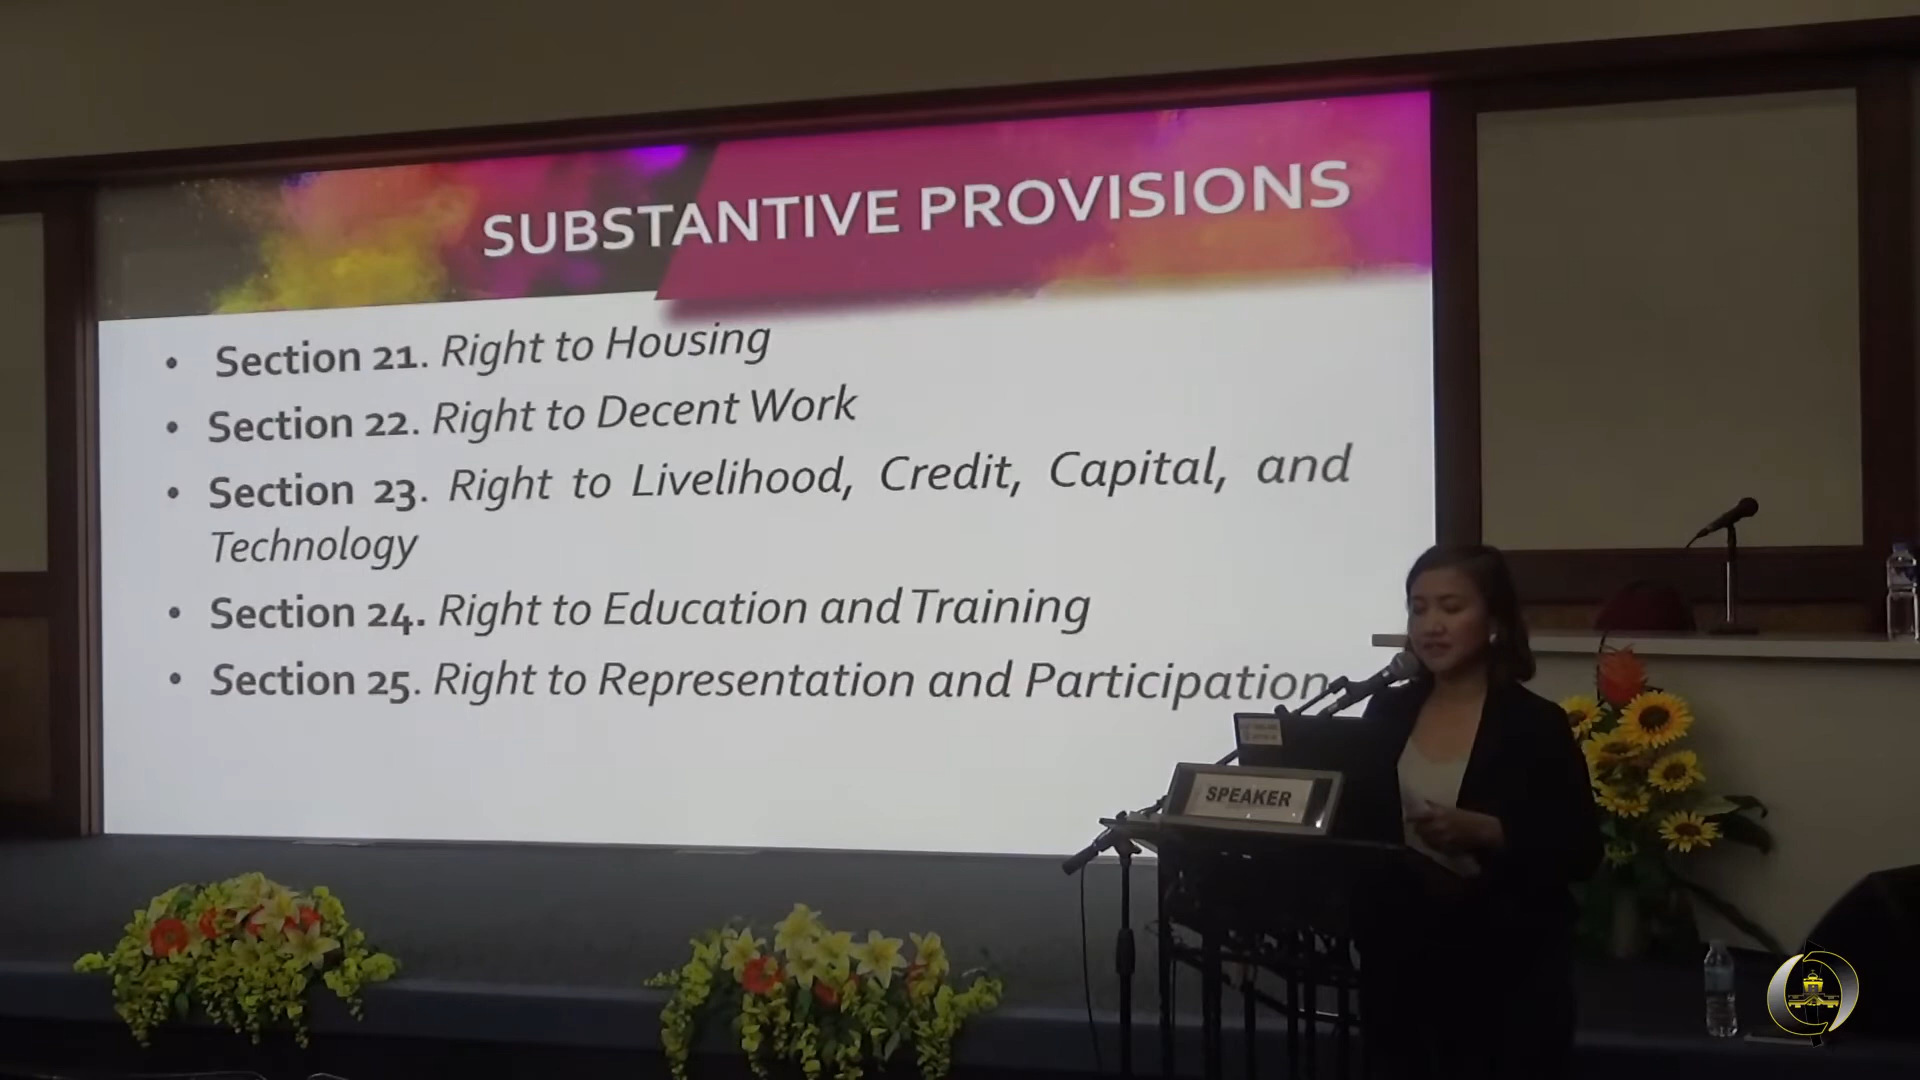 SUBSTANTIVE PROVISIONS
• Section 21. Right to Housing
• Section 22. Right to Decent Work
• Section 23. Right to Livelihood, Credit, Capital, and
Technology
• Section 24. Right to Education and Training
• Section 25. Right to Representation and Participation
SPEAKER